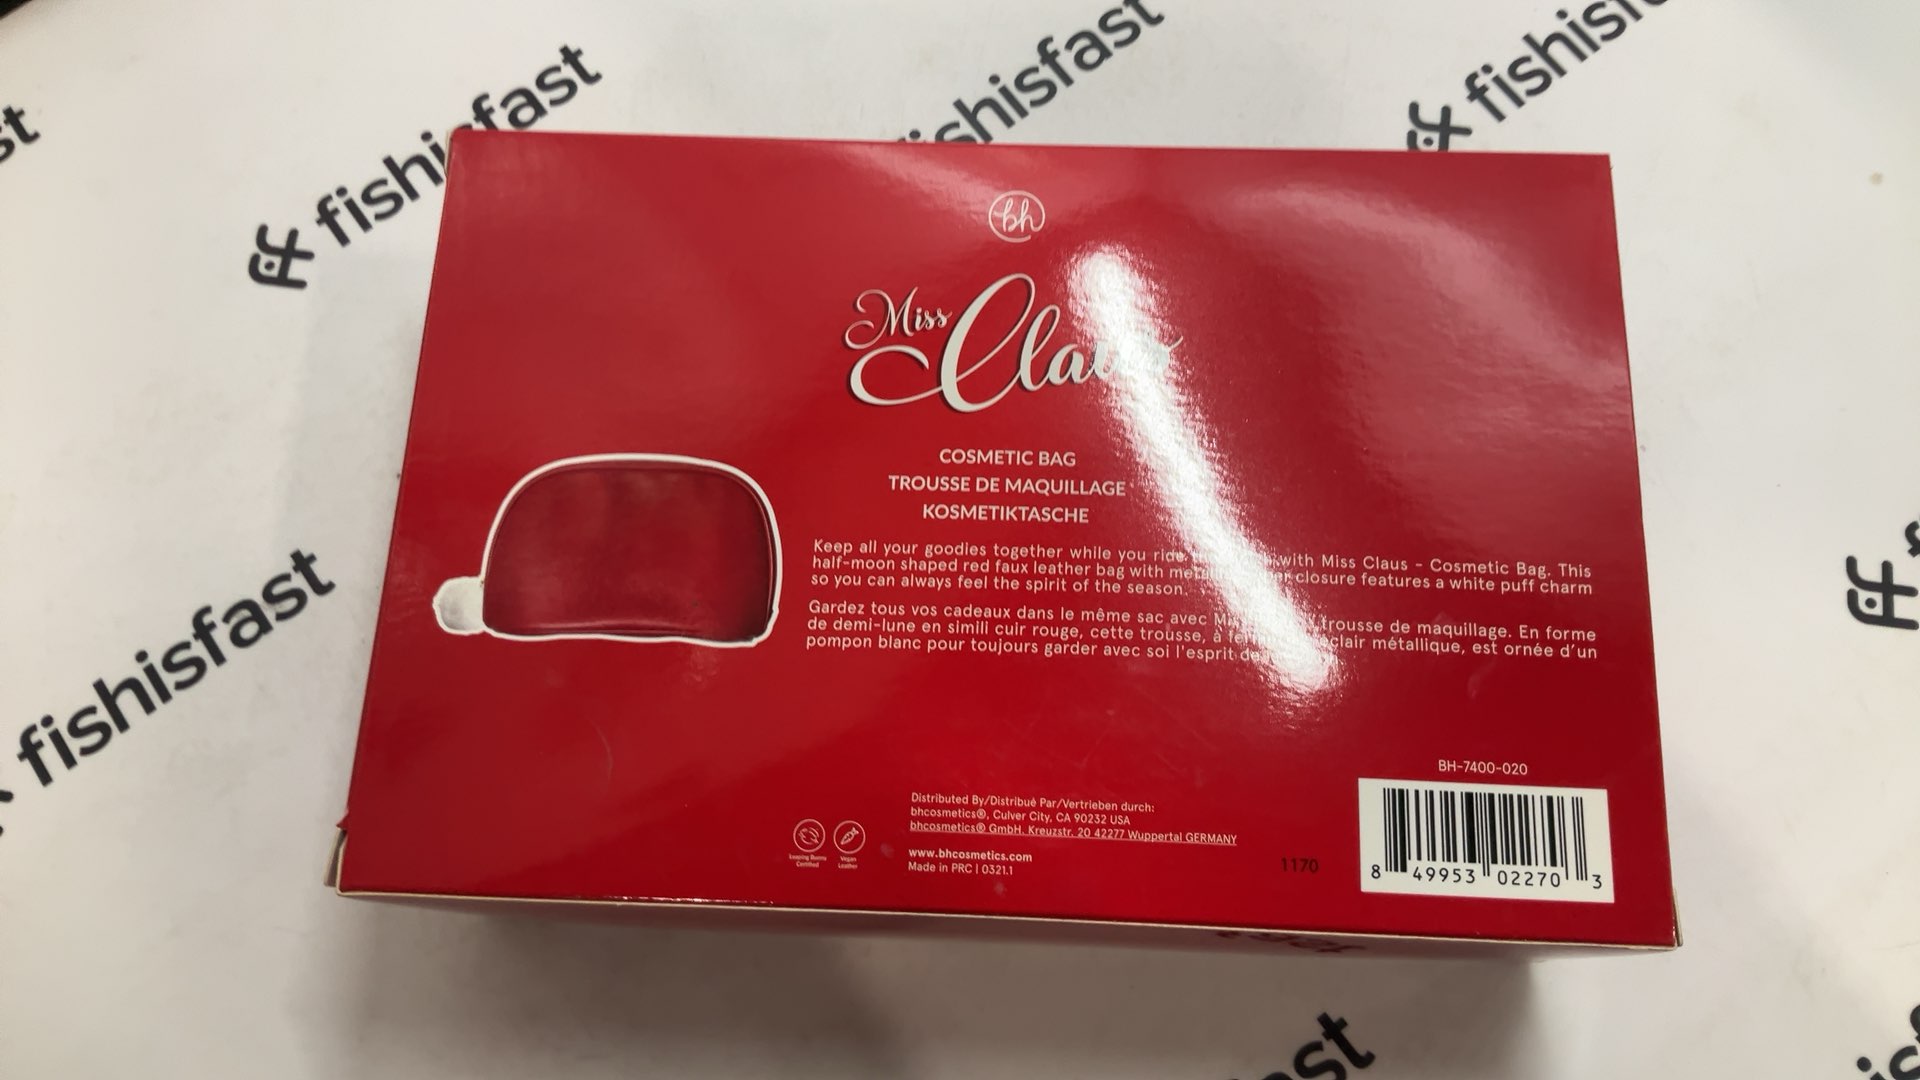 fishisfast
fishisfast
fishisfast
bh
Miss
Claus
COSMETIC BAG
TROUSSE DE MAQUILLAGE
KOSMETIKTASCHE
Keep all your goodies together while you ride with Miss Claus - Cosmetic Bag. This
half-moon shaped red faux leather bag with closure features a white puff charm
so you can always feel the spirit of the season.
Gardez tous vos cadeaux dans le même sac avec trousse de maquillage. En forme
de demi-lune en simili cuir rouge, cette trousse, à métallique, est ornée d'un
pompon blanc pour toujours garder avec soi l'esprit de
BH-7400-020
Distributed By/Distribué Par/Vertrieben durch:
bhcosmetics®, Culver City, CA 90232 USA
bhcosmetics® GmbH. Kreuzstr. 20 42277 Wuppertal GERMANY
www.bhcosmetics.com
Made in PRC | 0321.1
Leaping Bunny
Certified
Vegan
Leather
1170
8 49953 02270 3
fishisfast